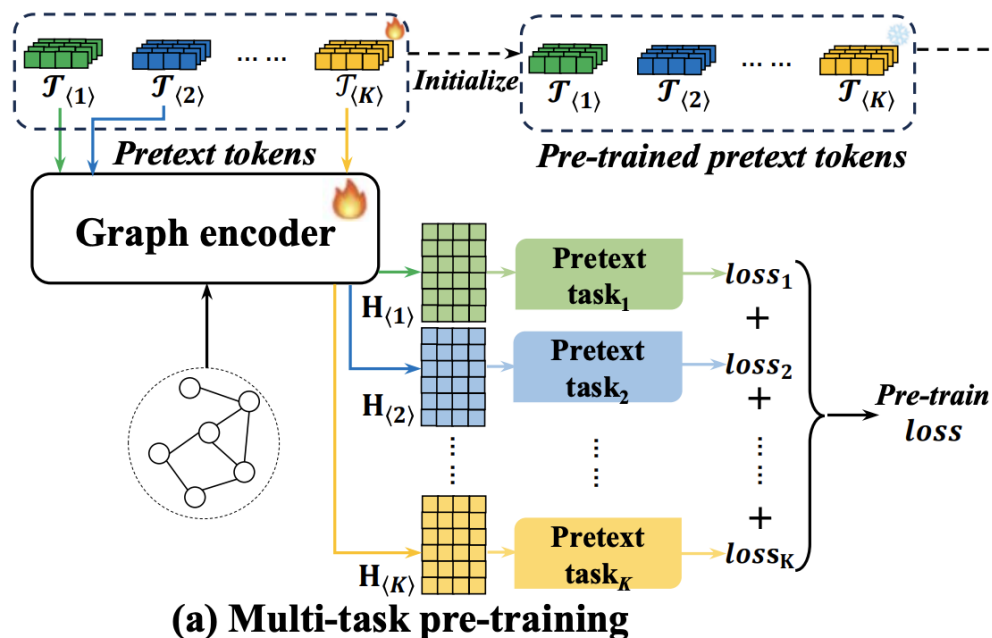 𝒯⟨1⟩ 𝒯⟨2⟩ ... ... 𝒯⟨K⟩
Initialize
𝒯⟨1⟩ 𝒯⟨2⟩ ... ... 𝒯⟨K⟩
Pretext tokens
Pre-trained pretext tokens
Graph encoder
H⟨1⟩
Pretext
task1
loss1
+
H⟨2⟩
Pretext
task2
loss2
+
Pre-train
loss
... ...
... ...
... ...
+
H⟨K⟩
Pretext
taskK
lossK
(a) Multi-task pre-training